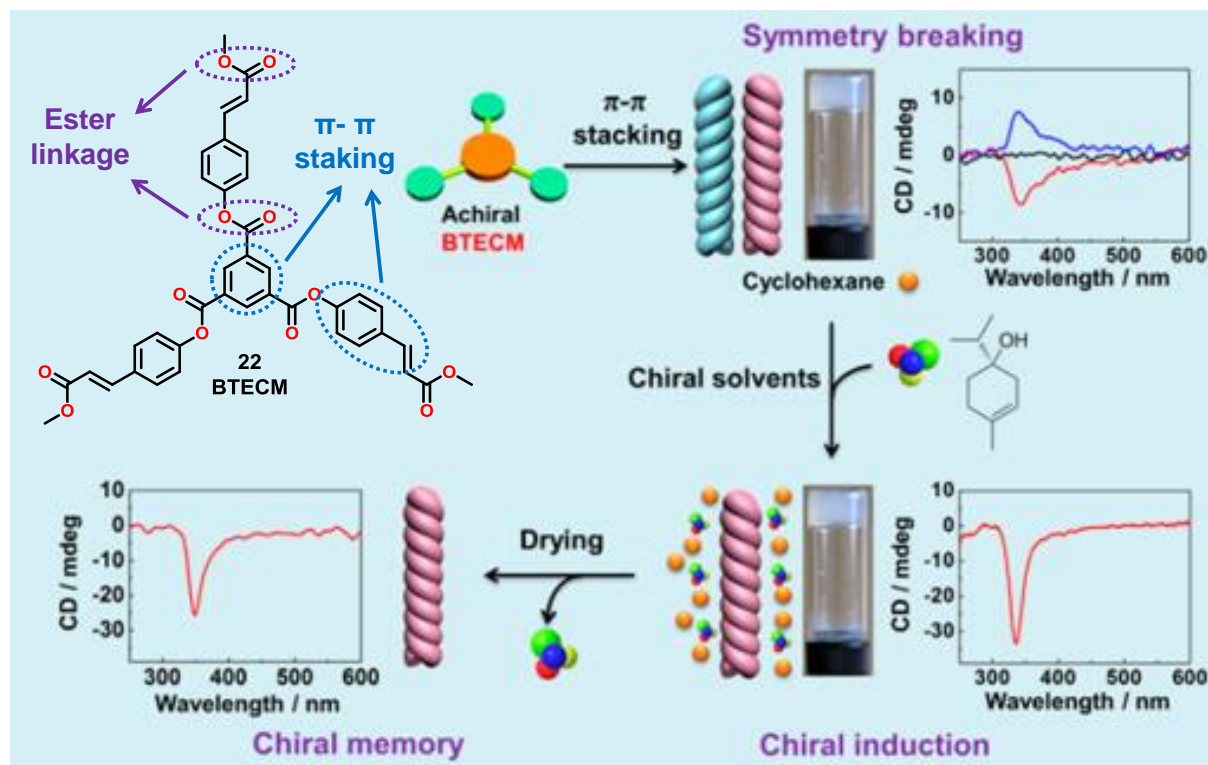 Symmetry breaking
O
O
Ester
linkage
π- π
staking
O
O
O
O
O
O
O
O
O
O
O
O
22
BTECM
Achiral
BTECM
π-π
stacking
Cyclohexane
CD / mdeg
10
0
-10
300
400
500
600
Wavelength / nm
Chiral solvents
OH
CD / mdeg
10
0
-10
-20
-30
300
400
500
600
Wavelength / nm
Drying
CD / mdeg
10
0
-10
-20
-30
300
400
500
600
Wavelength / nm
Chiral memory
Chiral induction